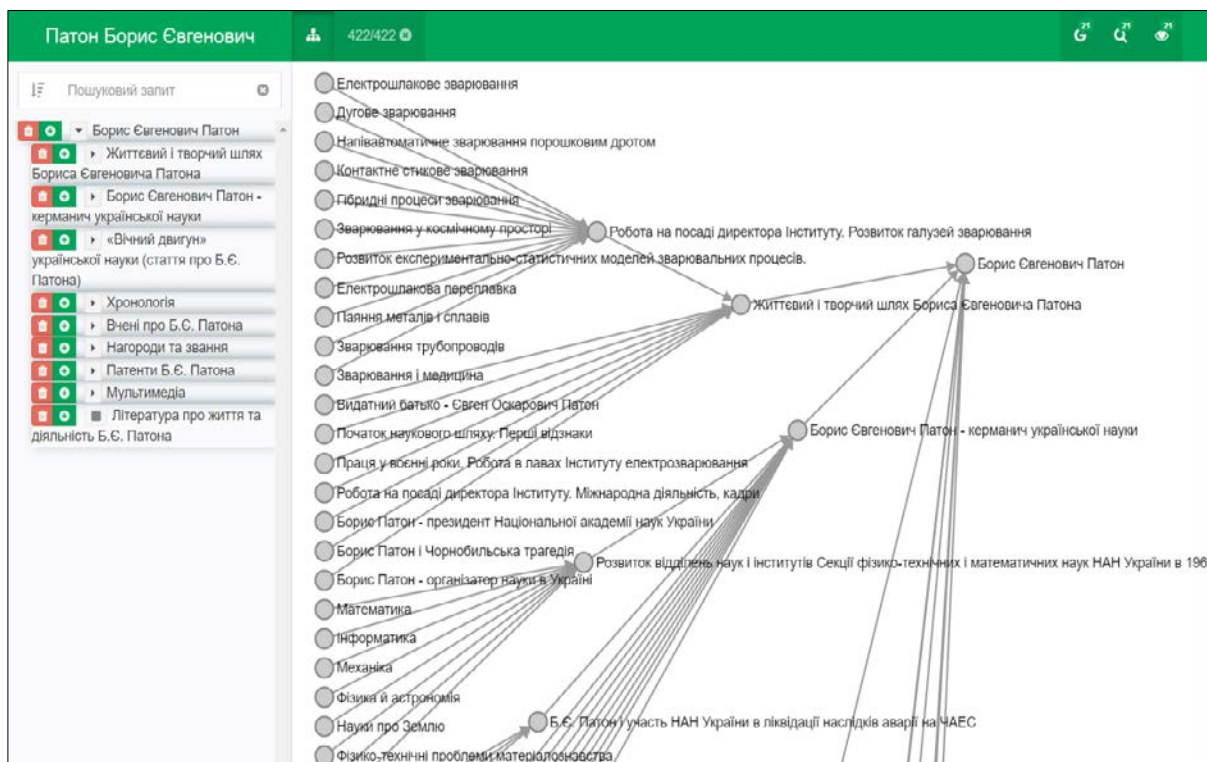 Патон Борис Євгенович
422/422
21
21
21
Пошуковий запит
Борис Євгенович Патон
Життєвий і творчий шлях
Бориса Євгеновича Патона
Борис Євгенович Патон -
керманич української науки
«Вічний двигун»
української науки (стаття про Б.Є.
Патона)
Хронологія
Вчені про Б.Є. Патона
Нагороди та звання
Патенти Б.Є. Патона
Мультимедіа
Література про життя та
діяльність Б.Є. Патона
Електрошлакове зварювання
Дугове зварювання
Напівавтоматичне зварювання порошковим дротом
Контактне стикове зварювання
Гібридні процеси зварювання
Зварювання у космічному просторі
Робота на посаді директора Інституту. Розвиток галузей зварювання
Розвиток експериментально-статистичних моделей зварювальних процесів.
Борис Євгенович Патон
Електрошлакова переплавка
Життєвий і творчий шлях Бориса Євгеновича Патона
Паяння металів і сплавів
Зварювання трубопроводів
Зварювання і медицина
Видатний батько - Євген Оскарович Патон
Початок наукового шляху. Перші відзнаки
Борис Євгенович Патон - керманич української науки
Праця у воєнні роки. Робота в лавах Інституту електрозварювання
Робота на посаді директора Інституту. Міжнародна діяльність, кадри
Борис Патон - президент Національної академії наук України
Борис Патон і Чорнобильська трагедія
Розвиток відділень наук і інститутів Секції фізико-технічних і математичних наук НАН України в 196
Борис Патон - організатор науки в Україні
Математика
Інформатика
Механіка
Фізика й астрономія
Науки про Землю
Б.Є. Патон і участь НАН України в ліквідації наслідків аварії на ЧАЕС
Фізико-технічні проблеми матеріалознавства